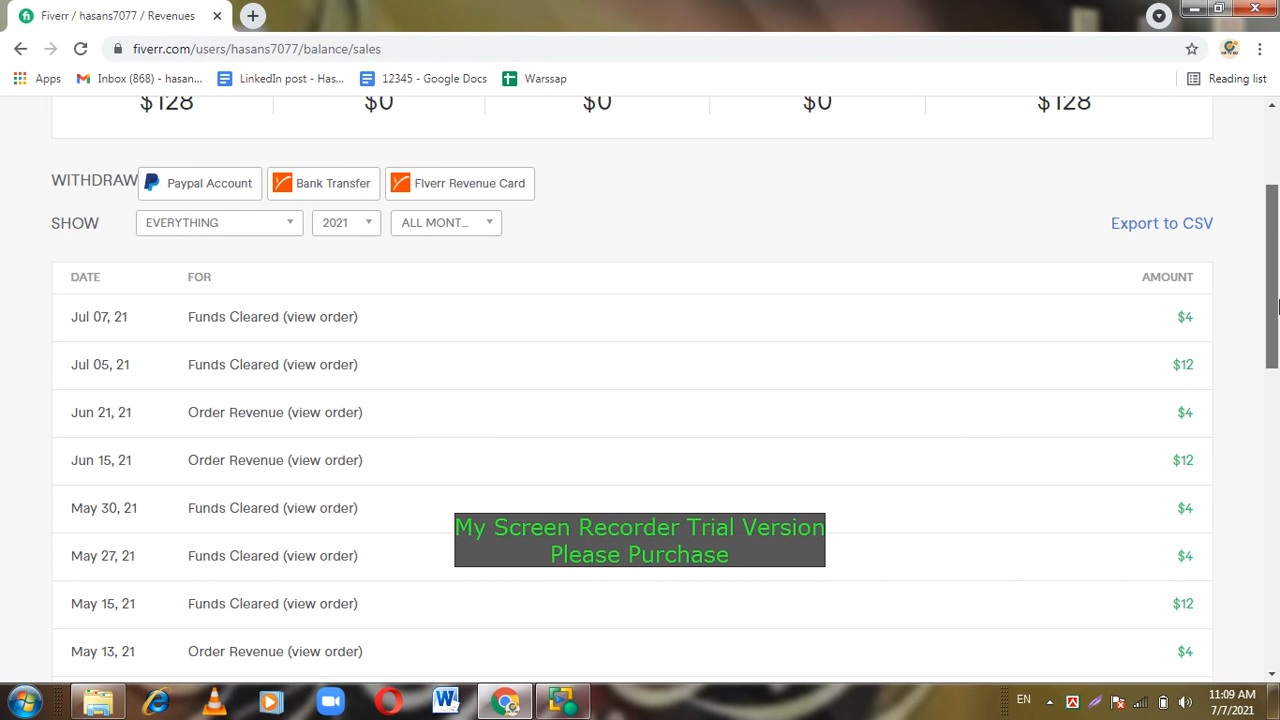 Fiverr / hasans7077 / Revenues
fiverr.com/users/hasans7077/balance/sales
Apps
Inbox (868) - hasan...
LinkedIn post - Has...
12345 - Google Docs
Warssap
Reading list
$128 $0 $0 $0 $128
WITHDRAW Paypal Account Bank Transfer FIverr Revenue Card
SHOW EVERYTHING 2021 ALL MONT... Export to CSV
DATE FOR AMOUNT
Jul 07, 21 Funds Cleared (view order) $4
Jul 05, 21 Funds Cleared (view order) $12
Jun 21, 21 Order Revenue (view order) $4
Jun 15, 21 Order Revenue (view order) $12
May 30, 21 Funds Cleared (view order) $4
May 27, 21 Funds Cleared (view order) $4
May 15, 21 Funds Cleared (view order) $12
May 13, 21 Order Revenue (view order) $4
My Screen Recorder Trial Version
Please Purchase
EN
11:09 AM
7/7/2021